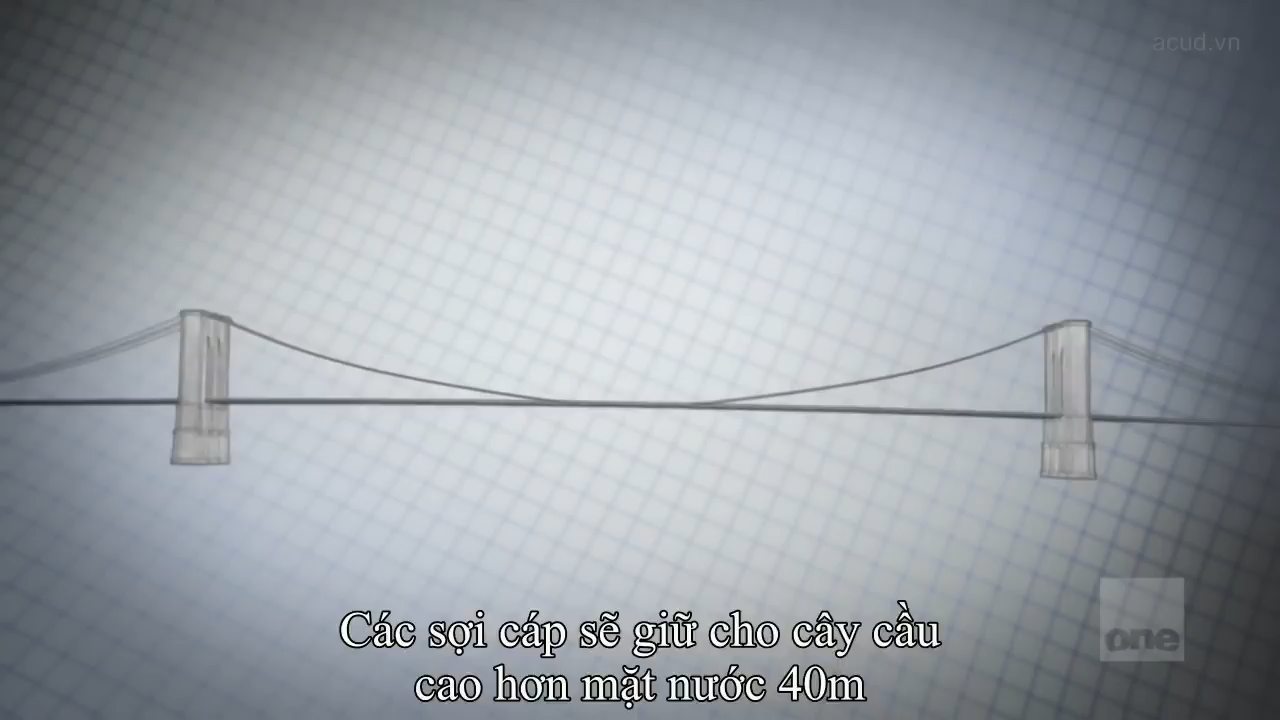 acud.vn
one
Các sợi cáp sẽ giữ cho cây cầu
cao hơn mặt nước 40m